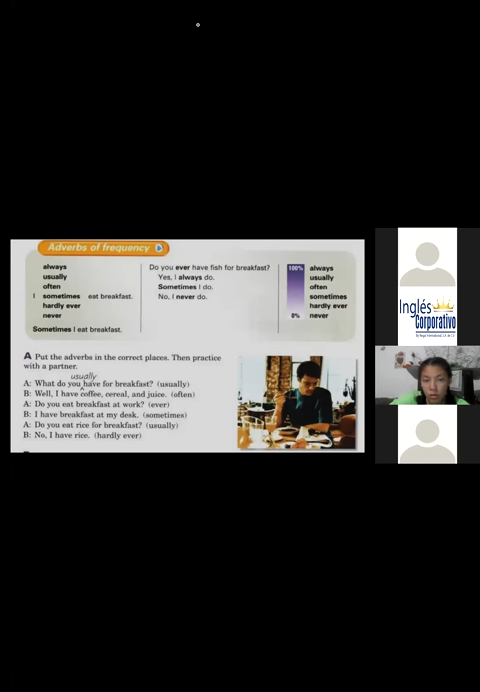 Adverbs of frequency
always
usually
often
I sometimes eat breakfast.
hardly ever
never
Sometimes I eat breakfast.
Do you ever have fish for breakfast?
Yes, I always do.
Sometimes I do.
No, I never do.
100% always
usually
often
sometimes
hardly ever
0% never
A Put the adverbs in the correct places. Then practice
with a partner.
usually
A: What do you ^ have for breakfast? (usually)
B: Well, I have coffee, cereal, and juice. (often)
A: Do you eat breakfast at work? (ever)
B: I have breakfast at my desk. (sometimes)
A: Do you eat rice for breakfast? (usually)
B: No, I have rice. (hardly ever)
Inglés
Corporativo